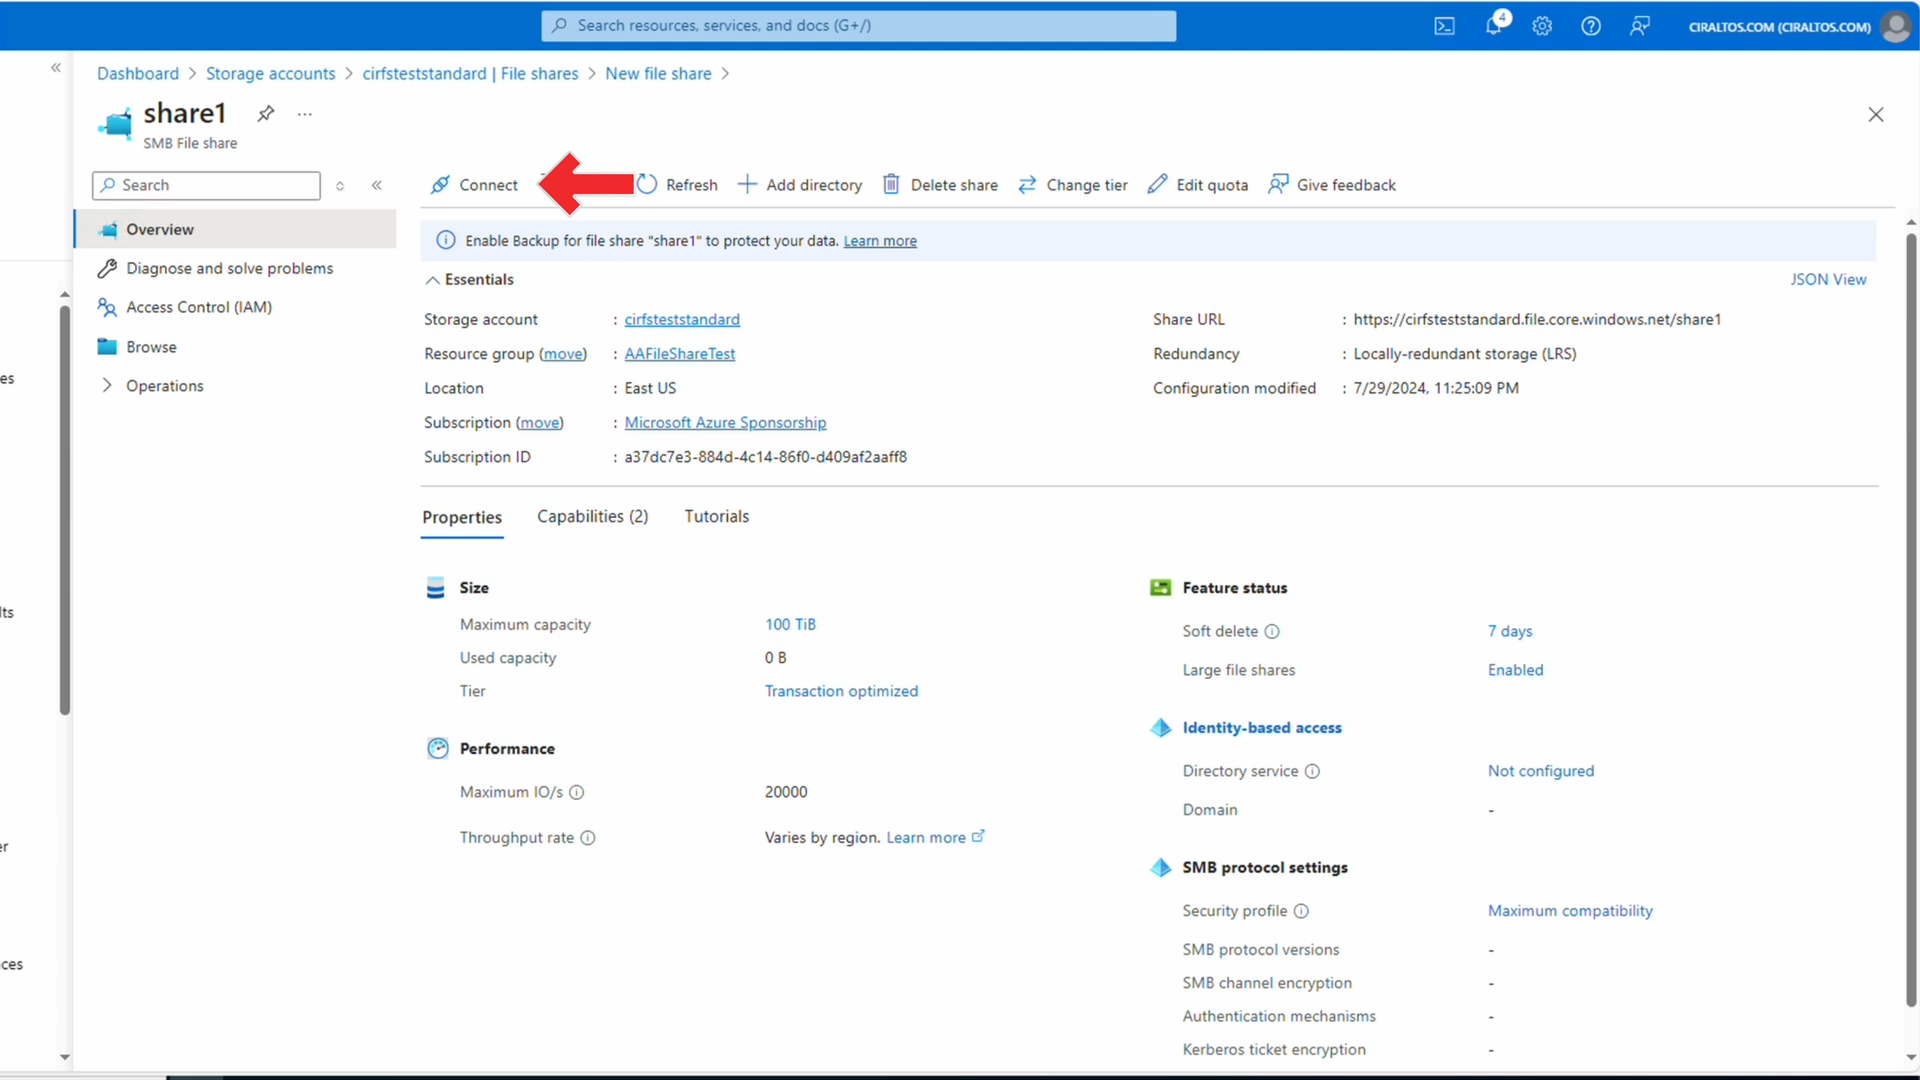 Search resources, services, and docs (G+/)
4
CIRALTOS.COM (CIRALTOS.COM)
Dashboard > Storage accounts > cirfsteststandard | File shares > New file share >
share1
SMB File share
Search
Overview
Diagnose and solve problems
Access Control (IAM)
Browse
Operations
es
lts
er
ces
Connect
Refresh
Add directory
Delete share
Change tier
Edit quota
Give feedback
Enable Backup for file share "share1" to protect your data. Learn more
Essentials
JSON View
Storage account : cirfsteststandard
Resource group (move) : AAFileShareTest
Location : East US
Subscription (move) : Microsoft Azure Sponsorship
Subscription ID : a37dc7e3-884d-4c14-86f0-d409af2aaff8
Share URL : https://cirfsteststandard.file.core.windows.net/share1
Redundancy : Locally-redundant storage (LRS)
Configuration modified : 7/29/2024, 11:25:09 PM
Properties
Capabilities (2)
Tutorials
Size
Maximum capacity 100 TiB
Used capacity 0 B
Tier Transaction optimized
Performance
Maximum IO/s 20000
Throughput rate Varies by region. Learn more
Feature status
Soft delete 7 days
Large file shares Enabled
Identity-based access
Directory service Not configured
Domain -
SMB protocol settings
Security profile Maximum compatibility
SMB protocol versions -
SMB channel encryption -
Authentication mechanisms -
Kerberos ticket encryption -